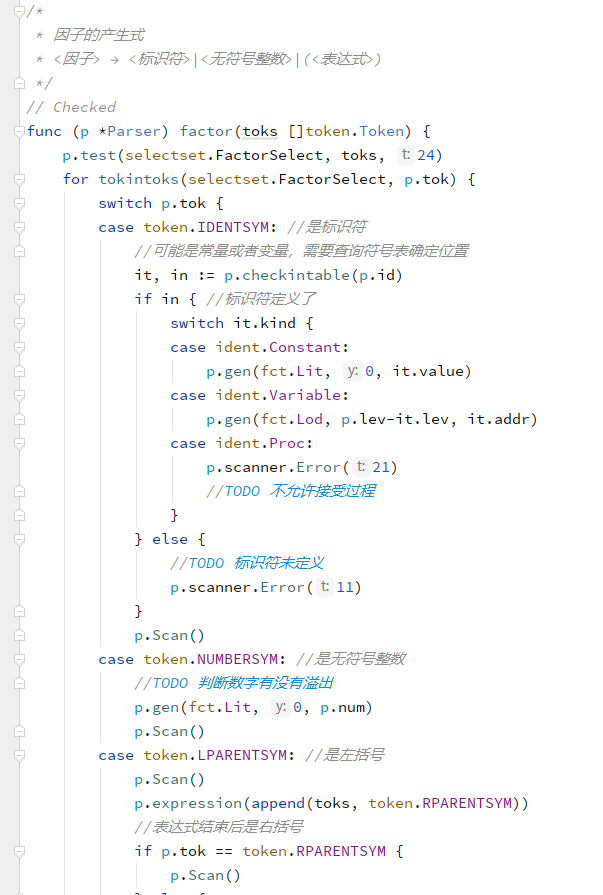 /*
 * 因子的产生式
 * <因子> → <标识符>|<无符号整数>|(<表达式>)
 */
// Checked
func (p *Parser) factor(toks []token.Token) {
    p.test(selectset.FactorSelect, toks, t: 24)
    for tokintoks(selectset.FactorSelect, p.tok) {
        switch p.tok {
        case token.IDENTSYM: //是标识符
            //可能是常量或者变量，需要查询符号表确定位置
            it, in := p.checkintable(p.id)
            if in { //标识符定义了
                switch it.kind {
                case ident.Constant:
                    p.gen(fct.Lit, y: 0, it.value)
                case ident.Variable:
                    p.gen(fct.Lod, p.lev-it.lev, it.addr)
                case ident.Proc:
                    p.scanner.Error( t: 21)
                    //TODO 不允许接受过程
                }
            } else {
                //TODO 标识符未定义
                p.scanner.Error( t: 11)
            }
            p.Scan()
        case token.NUMBERSYM: //是无符号整数
            //TODO 判断数字有没有溢出
            p.gen(fct.Lit, y: 0, p.num)
            p.Scan()
        case token.LPARENTSYM: //是左括号
            p.Scan()
            p.expression(append(toks, token.RPARENTSYM))
            //表达式结束后是右括号
            if p.tok == token.RPARENTSYM {
                p.Scan()